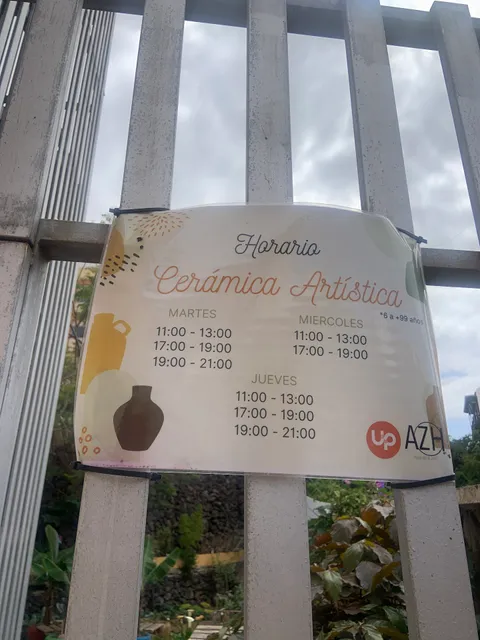 Horario
Cerámica Artística
*6 a +99 años
MARTES
11:00 - 13:00
17:00 - 19:00
19:00 - 21:00
MIERCOLES
11:00 - 13:00
17:00 - 19:00
JUEVES
11:00 - 13:00
17:00 - 19:00
19:00 - 21:00
UP
AZH